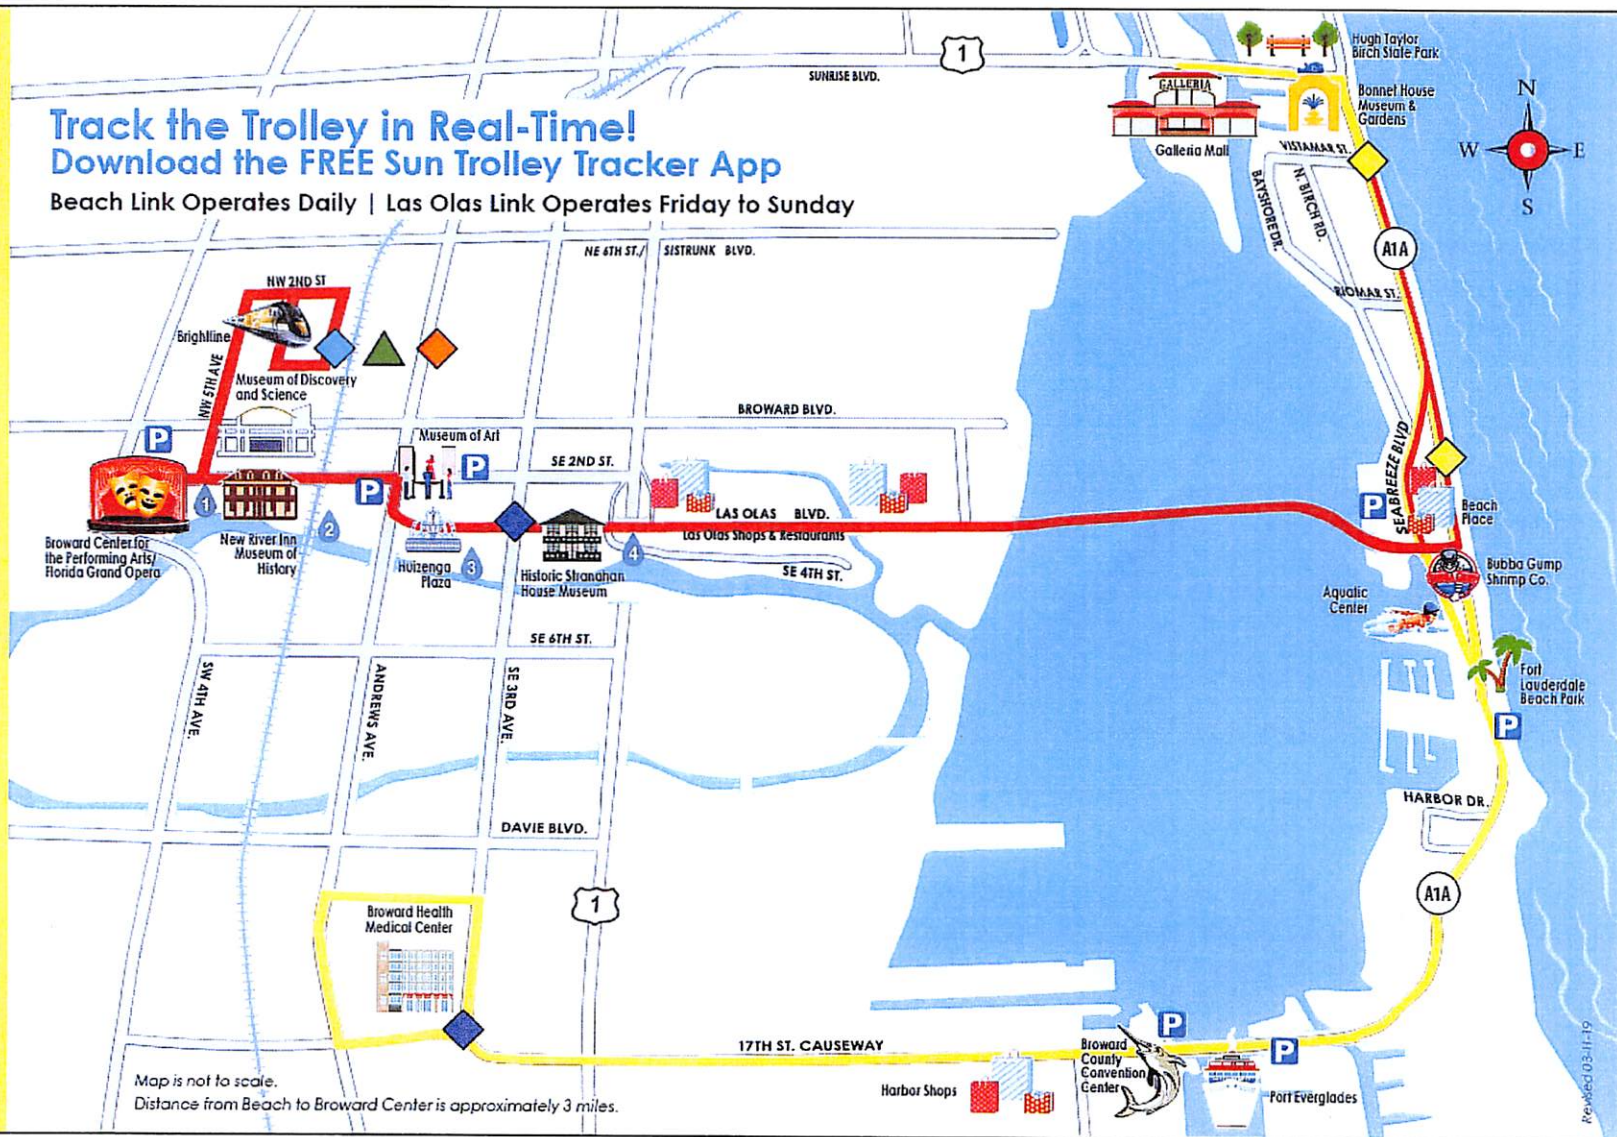 1
SUNRISE BLVD.
Hugh Taylor
Birch State Park
GALLERIA
Galleria Mall
Bonnet House
Museum &
Gardens
N
W
E
S
Track the Trolley in Real-Time!
Download the FREE Sun Trolley Tracker App
Beach Link Operates Daily | Las Olas Link Operates Friday to Sunday
VISTAMAR ST.
BAYSHORE DR.
N. BIRCH RD.
A1A
RIOMAR ST.
NE 6TH ST./ SISTRUNK BLVD.
NW 2ND ST
Brightline
NW 5TH AVE
Museum of Discovery
and Science
BROWARD BLVD.
SEABREEZE BLVD
P
Museum of Art
P
SE 2ND ST.
P
P
Beach
Place
1
2
3
4
LAS OLAS BLVD.
Las Olas Shops & Restaurants
SE 4TH ST.
Broward Center for
the Performing Arts/
Florida Grand Opera
New River Inn
Museum of
History
Huizenga
Plaza
Historic Stranahan
House Museum
Bubba Gump
Shrimp Co.
Aquatic
Center
SE 6TH ST.
SW 4TH AVE.
ANDREWS AVE.
SE 3RD AVE.
Fort
Lauderdale
Beach Park
P
HARBOR DR.
DAVIE BLVD.
1
A1A
Broward Health
Medical Center
17TH ST. CAUSEWAY
P
P
Harbor Shops
Broward
County
Convention
Center
Port Everglades
Map is not to scale.
Distance from Beach to Broward Center is approximately 3 miles.
Revised 03-11-19